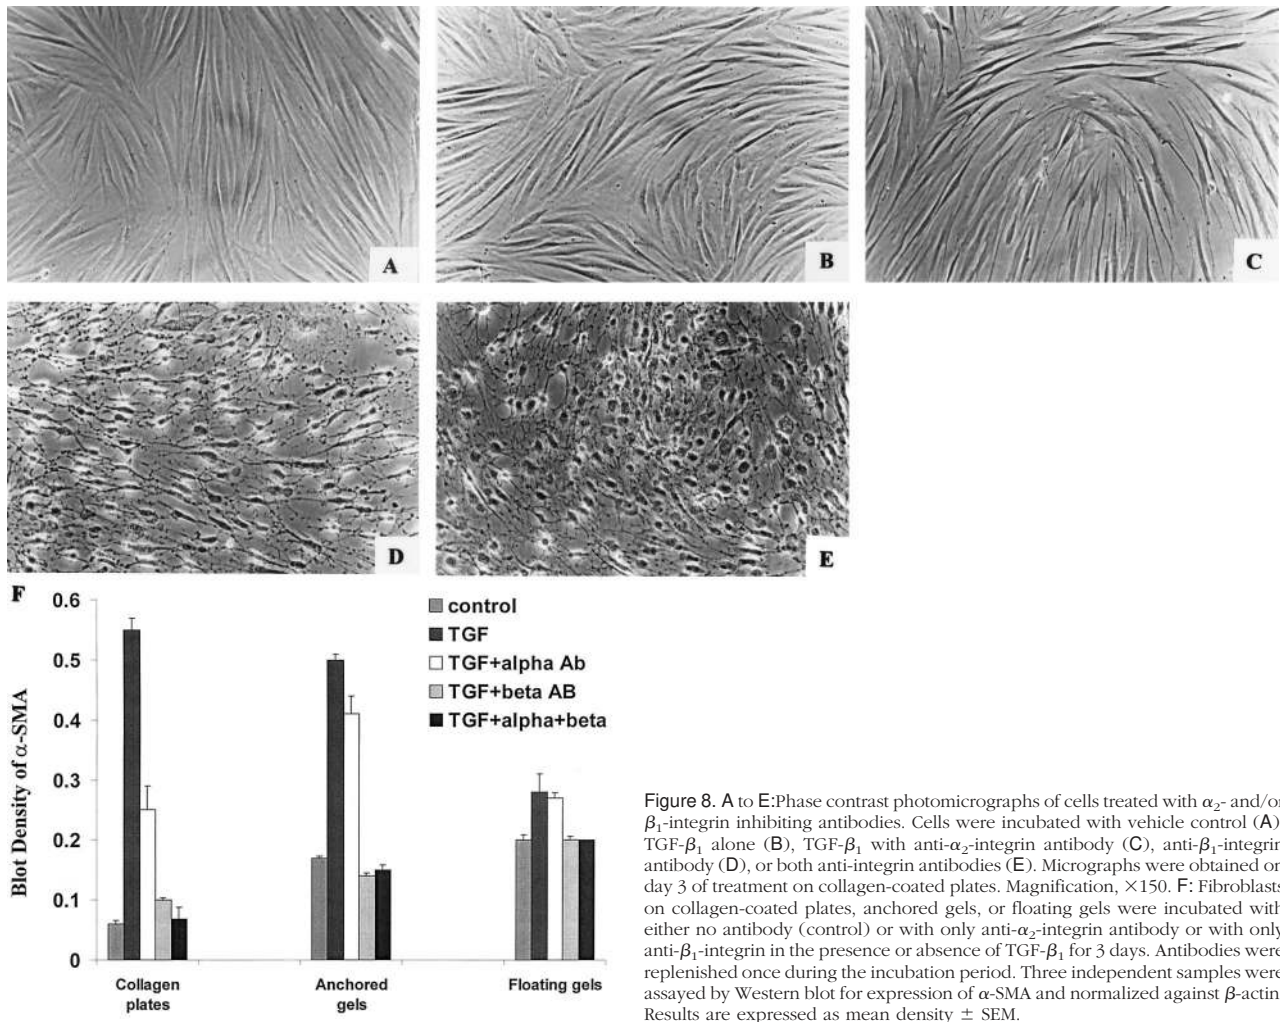 A
B
C
D
E
F
0.6
0.5
0.4
0.3
0.2
0.1
0
Blot Density of α-SMA
control
TGF
TGF+alpha Ab
TGF+beta AB
TGF+alpha+beta
Collagen
plates
Anchored
gels
Floating gels
Figure 8. A to E:Phase contrast photomicrographs of cells treated with α₂- and/or
β₁-integrin inhibiting antibodies. Cells were incubated with vehicle control (A)
TGF-β₁ alone (B), TGF-β₁ with anti-α₂-integrin antibody (C), anti-β₁-integrin
antibody (D), or both anti-integrin antibodies (E). Micrographs were obtained on
day 3 of treatment on collagen-coated plates. Magnification, ×150. F: Fibroblasts
on collagen-coated plates, anchored gels, or floating gels were incubated with
either no antibody (control) or with only anti-α₂-integrin antibody or with only
anti-β₁-integrin in the presence or absence of TGF-β₁ for 3 days. Antibodies were
replenished once during the incubation period. Three independent samples were
assayed by Western blot for expression of α-SMA and normalized against β-actin
Results are expressed as mean density ± SEM.